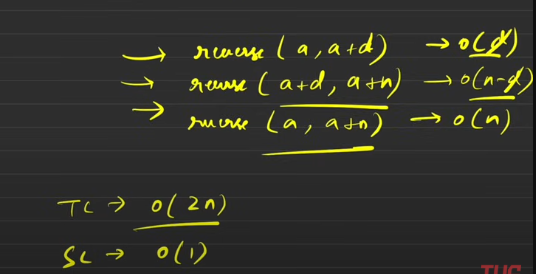 → reverse (a, a+d) → O(d)
→ reverse (a+d, a+n) → O(n-d)
→ reverse (a, a+n) → O(n)
TC → O(2n)
SC → O(1)